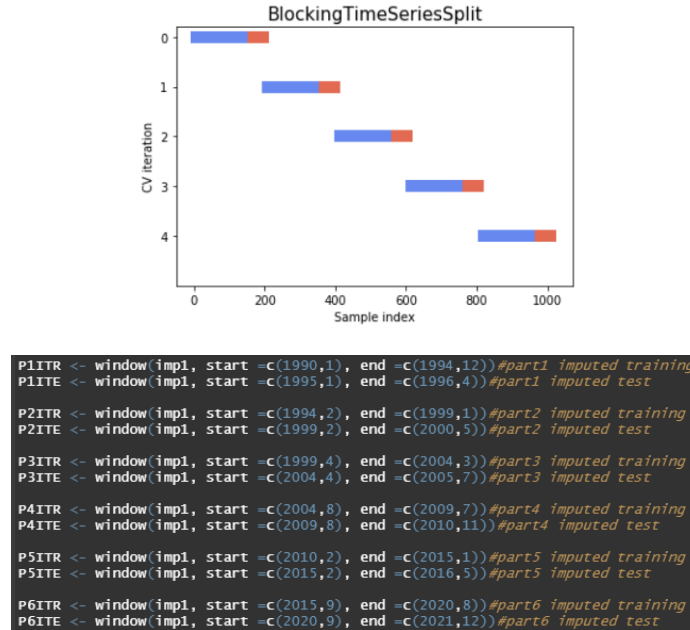 BlockingTimeSeriesSplit
0
1
2
3
4
CV iteration
0 200 400 600 800 1000
Sample index
P1ITR <- window(imp1, start =c(1990,1), end =c(1994,12))#part1 imputed training
P1ITE <- window(imp1, start =c(1995,1), end =c(1996,4))#part1 imputed test
P2ITR <- window(imp1, start =c(1994,2), end =c(1999,1))#part2 imputed training
P2ITE <- window(imp1, start =c(1999,2), end =c(2000,5))#part2 imputed test
P3ITR <- window(imp1, start =c(1999,4), end =c(2004,3))#part3 imputed training
P3ITE <- window(imp1, start =c(2004,4), end =c(2005,7))#part3 imputed test
P4ITR <- window(imp1, start =c(2004,8), end =c(2009,7))#part4 imputed training
P4ITE <- window(imp1, start =c(2009,8), end =c(2010,11))#part4 imputed test
P5ITR <- window(imp1, start =c(2010,2), end =c(2015,1))#part5 imputed training
P5ITE <- window(imp1, start =c(2015,2), end =c(2016,5))#part5 imputed test
P6ITR <- window(imp1, start =c(2015,9), end =c(2020,8))#part6 imputed training
P6ITE <- window(imp1, start =c(2020,9), end =c(2021,12))#part6 imputed test